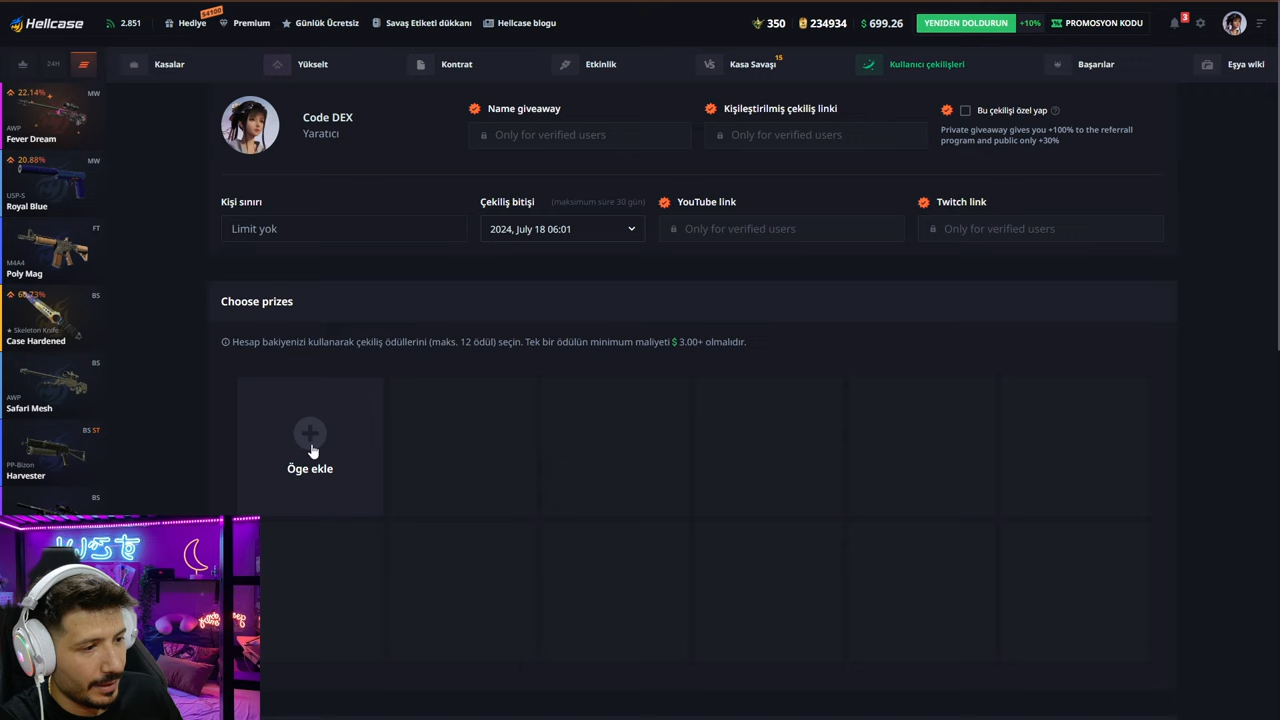 HELLCASE
2.851
Hediye
54100
Premium
Günlük Ücretsiz
Savaş Etiketi dükkanı
Hellcase blogu
350
234934
$ 699.26
YENİDEN DOLDURUN
+10%
PROMOSYON KODU
3
24H
Kasalar
Yükselt
Kontrat
Etkinlik
VS
Kasa Savaşı
15
Kullanıcı çekilişleri
Başarılar
Eşya wiki
22.14%
MW
AWP
Fever Dream
20.88%
MW
USP-S
Royal Blue
FT
M4A4
Poly Mag
BS
★ Skeleton Knife
Case Hardened
BS
AWP
Safari Mesh
BS ST
PP-Bizon
Harvester
BS
Code DEX
Yaratıcı
Name giveaway
Only for verified users
Kişileştirilmiş çekiliş linki
Only for verified users
Bu çekilişi özel yap
Private giveaway gives you +100% to the referrall
program and public only +30%
Kişi sınırı
Limit yok
Çekiliş bitişi
(maksimum süre 30 gün)
2024, July 18 06:01
YouTube link
Only for verified users
Twitch link
Only for verified users
Choose prizes
Hesap bakiyenizi kullanarak çekiliş ödüllerini (maks. 12 ödül) seçin. Tek bir ödülün minimum maliyeti $ 3.00+ olmalıdır.
Öge ekle